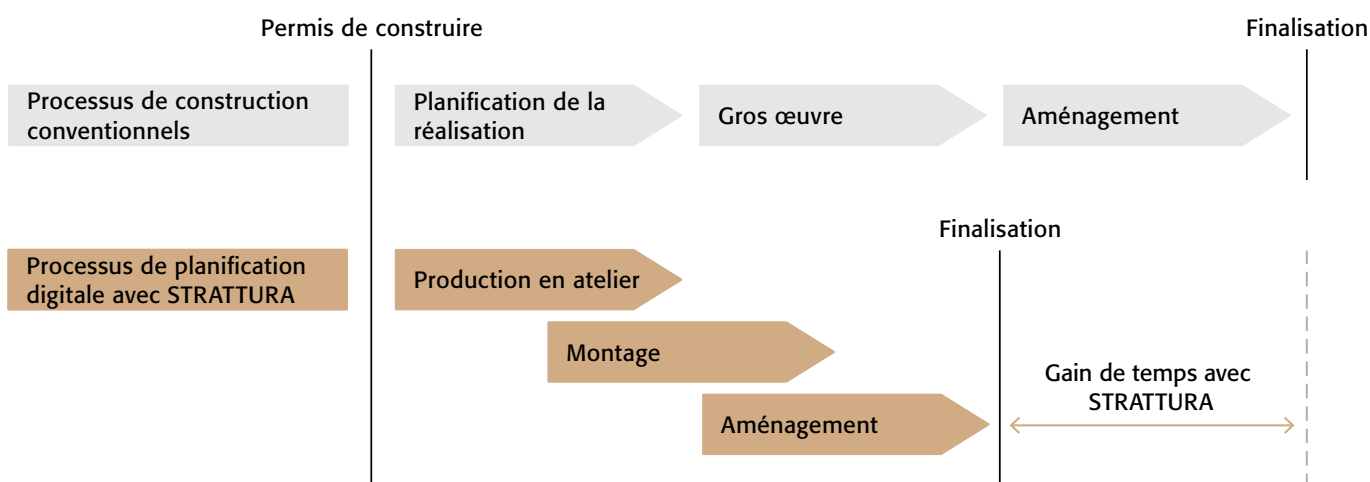 Permis de construire
Finalisation
Processus de construction
conventionnels
Planification de la
réalisation
Gros œuvre
Aménagement
Finalisation
Processus de planification
digitale avec STRATTURA
Production en atelier
Montage
Gain de temps avec
STRATTURA
Aménagement